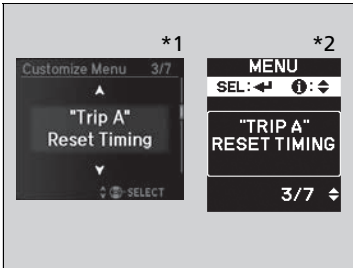 *1
Customize Menu 3/7
"Trip A"
Reset Timing
SELECT
*2
MENU
SEL: i:
"TRIP A"
RESET TIMING
3/7